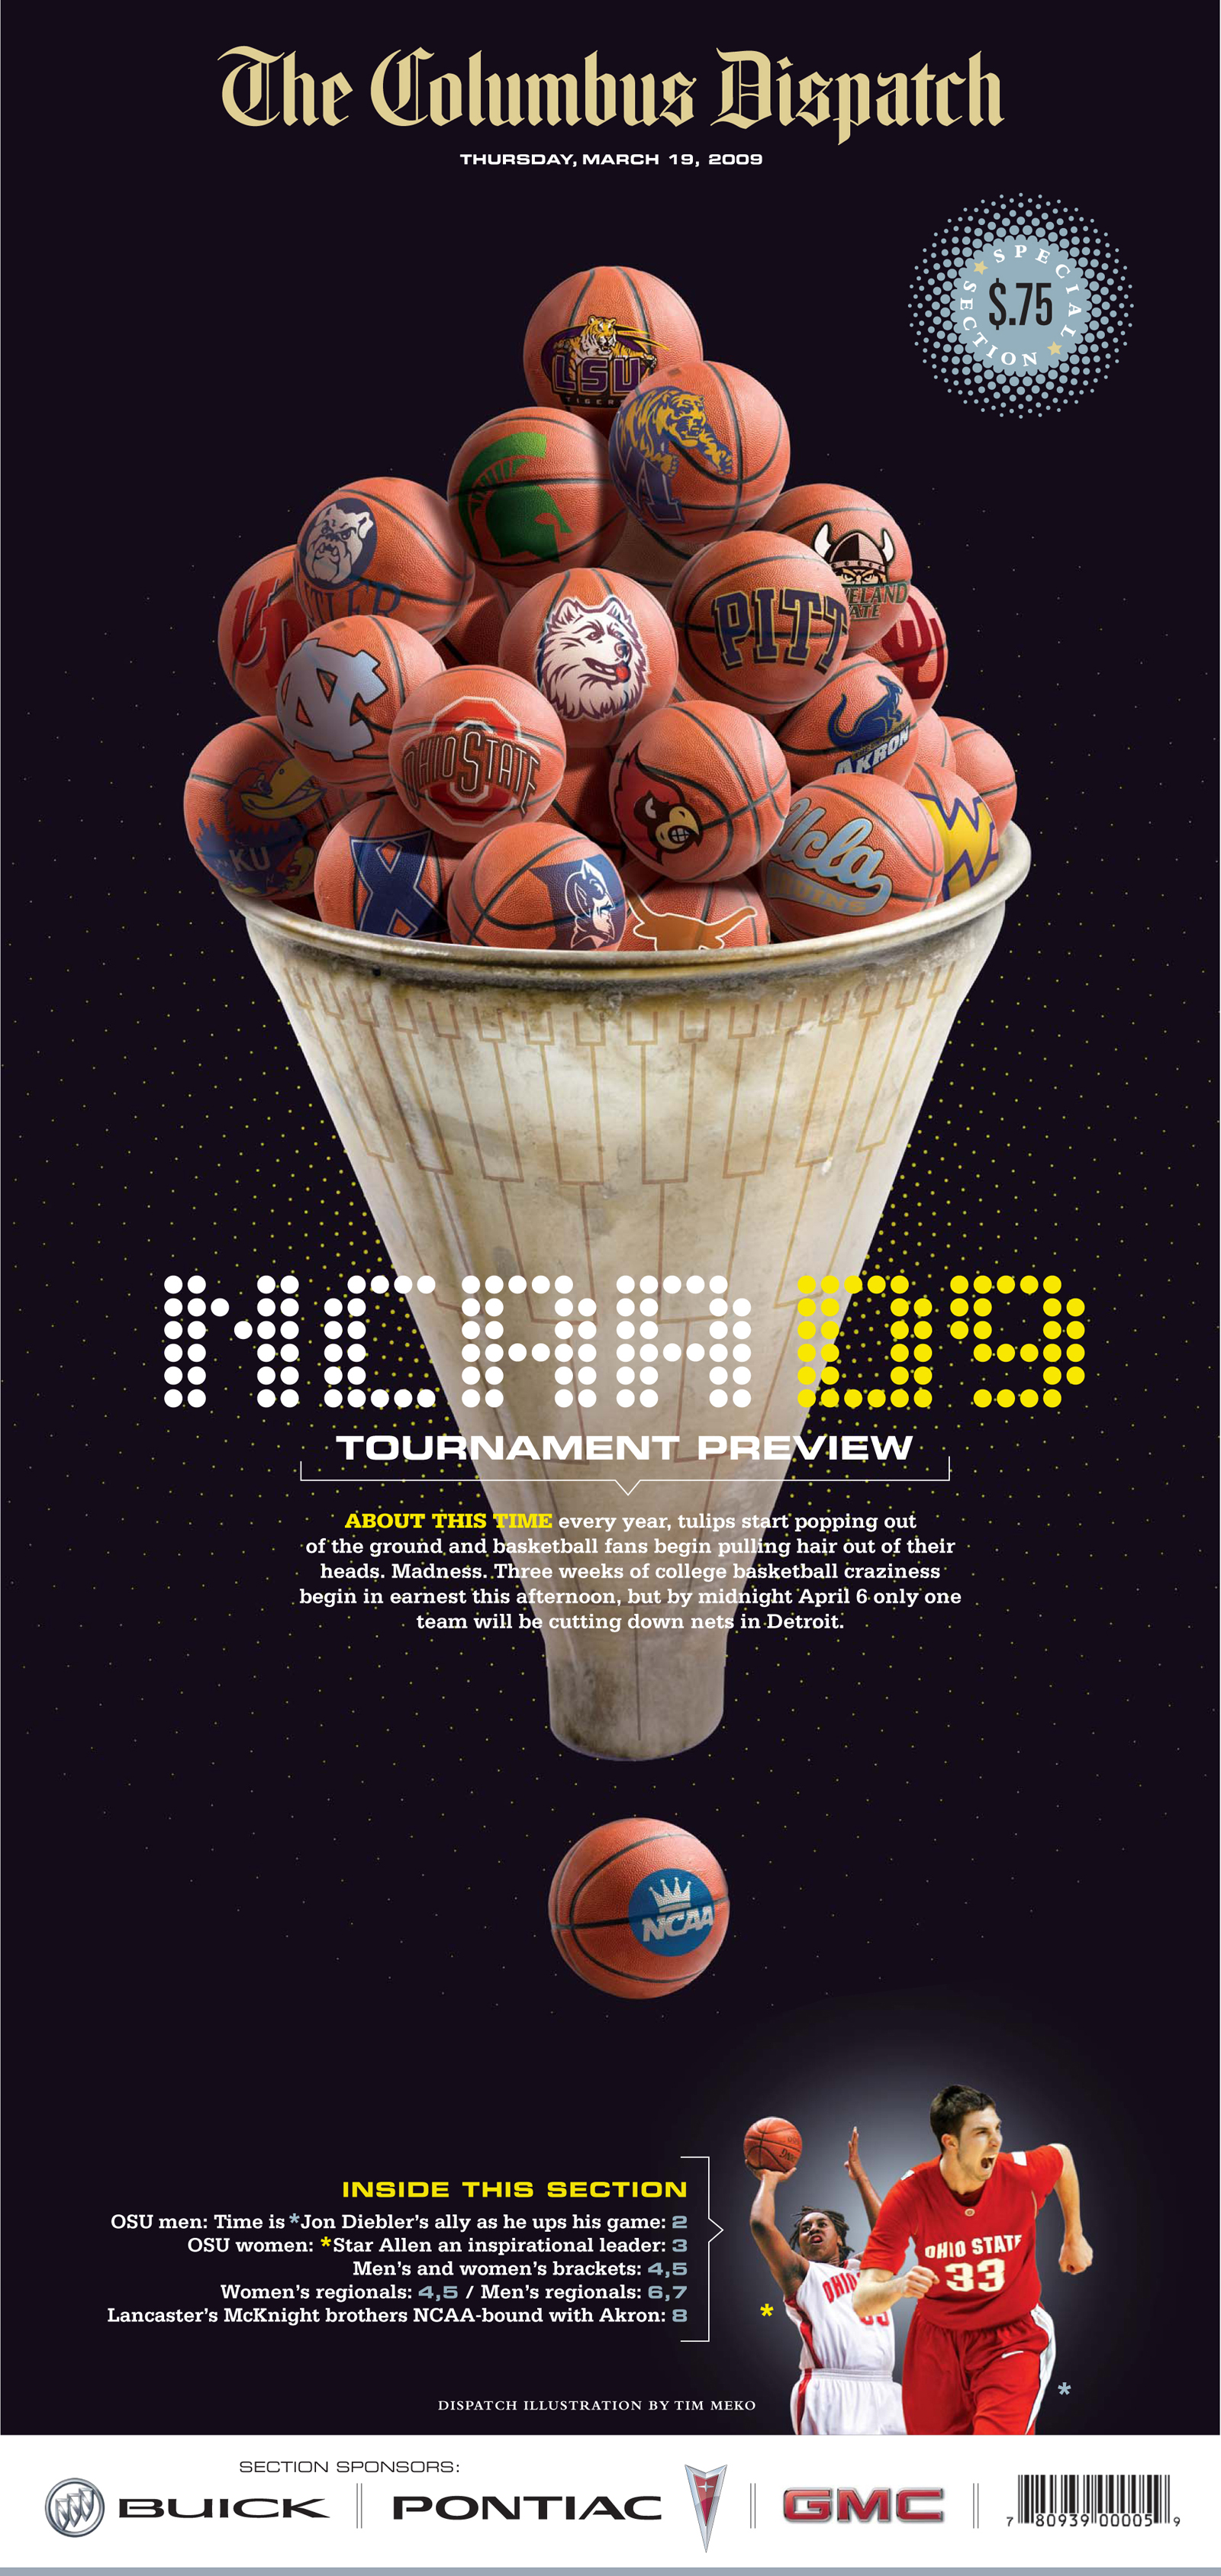 The Columbus Dispatch
THURSDAY, MARCH 19, 2009
SPECIAL
$.75
SECTION
LSU
TIGERS
M
PITT
OHIO STATE
AKRON
KU
X
Ucla
W
NCAA 09
TOURNAMENT PREVIEW
ABOUT THIS TIME every year, tulips start popping out
of the ground and basketball fans begin pulling hair out of their
heads. Madness. Three weeks of college basketball craziness
begin in earnest this afternoon, but by midnight April 6 only one
team will be cutting down nets in Detroit.
NCAA
INSIDE THIS SECTION
OSU men: Time is *Jon Diebler's ally as he ups his game: 2
OSU women: *Star Allen an inspirational leader: 3
Men's and women's brackets: 4,5
Women's regionals: 4,5 / Men's regionals: 6,7
Lancaster's McKnight brothers NCAA-bound with Akron: 8
OHIO STATE
33
*
*
DISPATCH ILLUSTRATION BY TIM MEKO
SECTION SPONSORS:
BUICK
PONTIAC
GMC
7 80939 00005 9